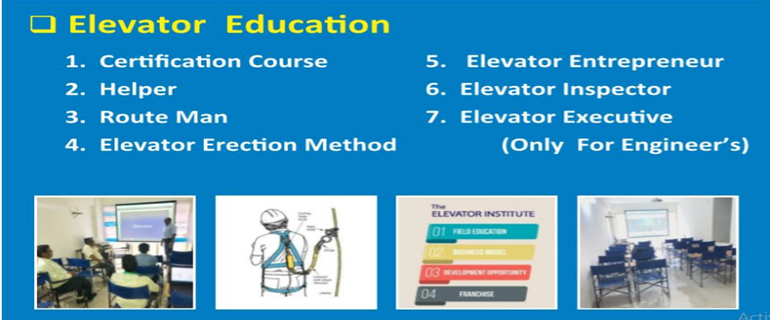 Elevator Education
1. Certification Course
2. Helper
3. Route Man
4. Elevator Erection Method
5. Elevator Entrepreneur
6. Elevator Inspector
7. Elevator Executive
(Only For Engineer's)
The
ELEVATOR INSTITUTE
01 FIELD EDUCATION
02 BUSINESS MODEL
03 DEVELOPMENT OPPORTUNITY
04 FRANCHISE